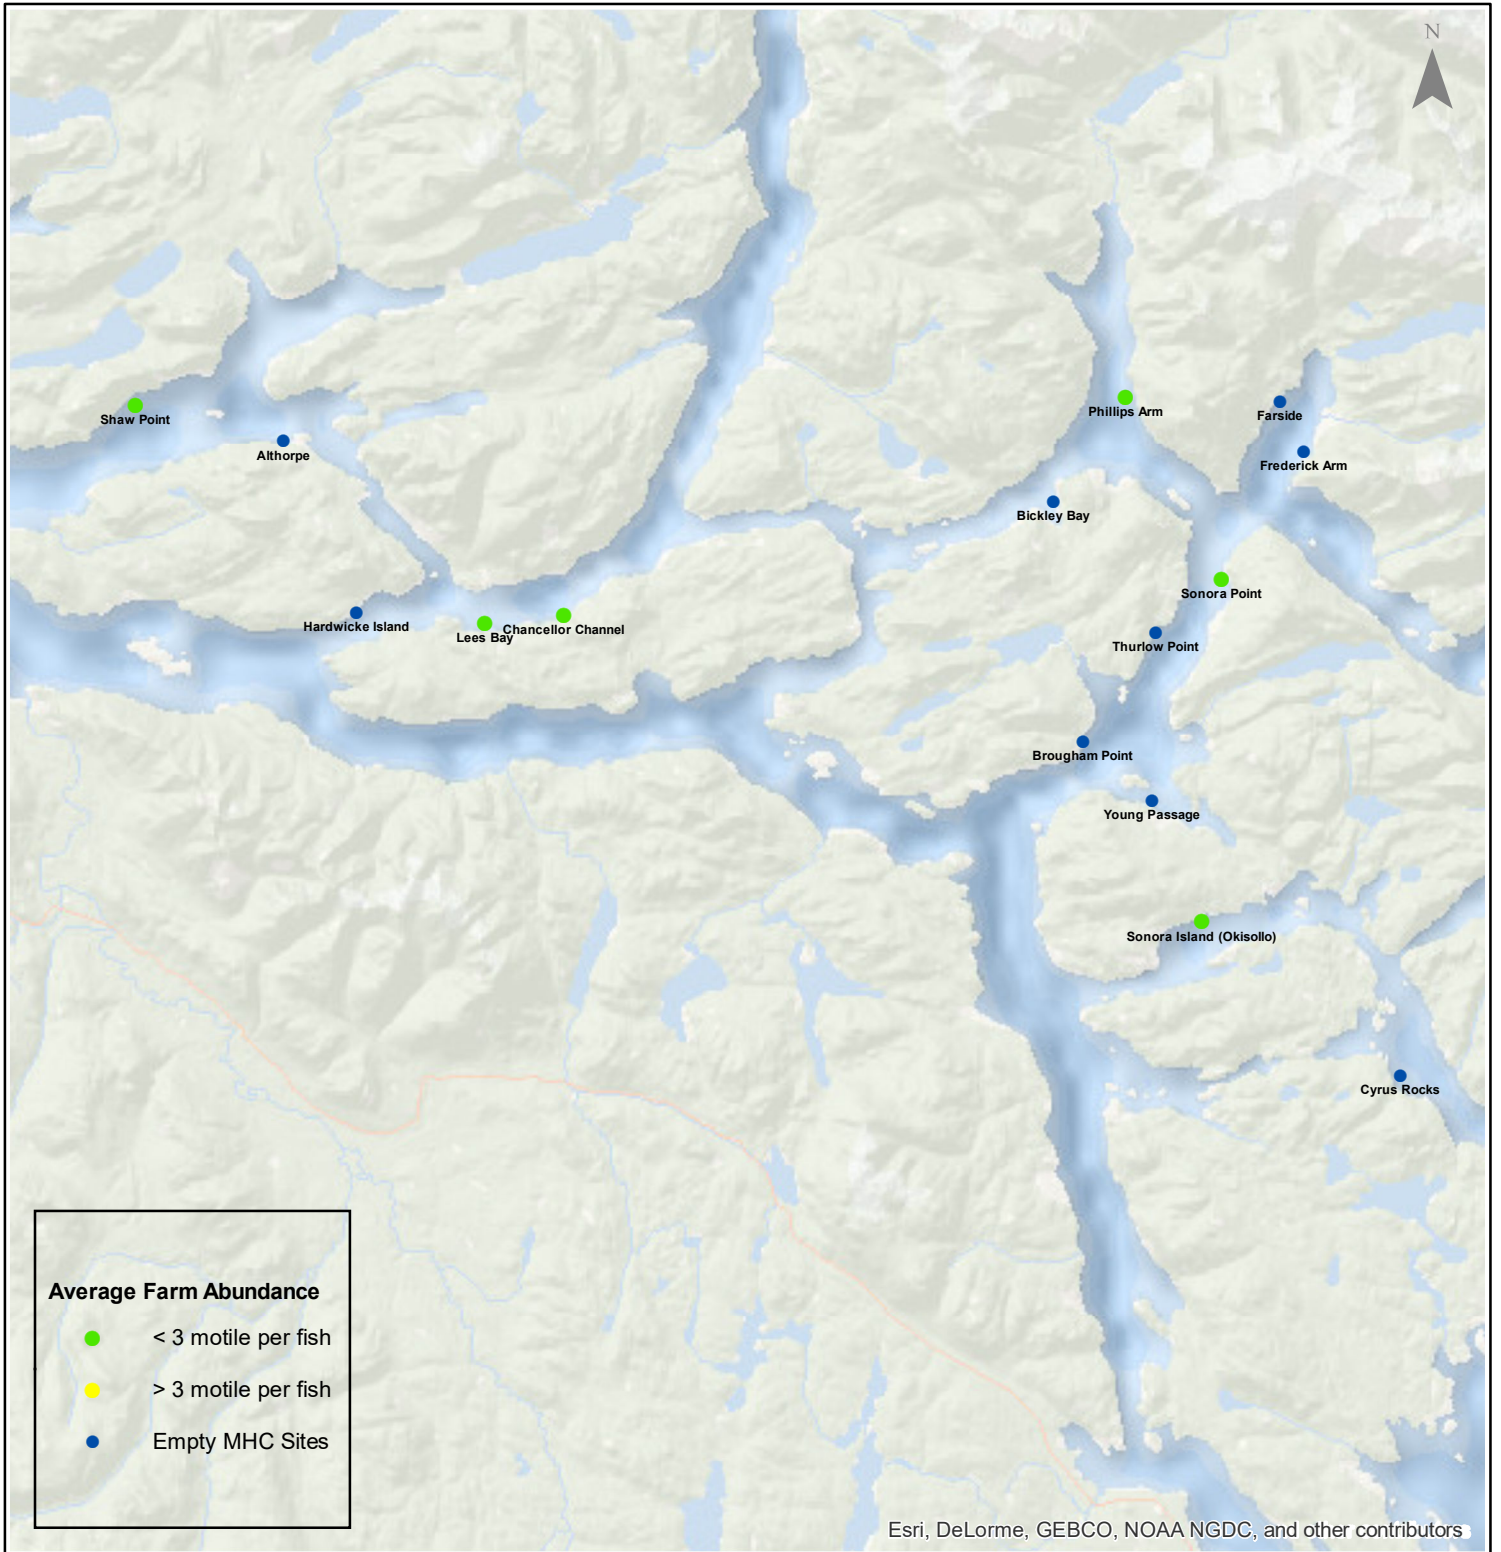 N
Shaw Point
Althorpe
Phillips Arm
Farside
Frederick Arm
Bickley Bay
Sonora Point
Hardwicke Island
Lees Bay
Chancellor Channel
Thurlow Point
Brougham Point
Young Passage
Sonora Island (Okisollo)
Cyrus Rocks
Average Farm Abundance
< 3 motile per fish
> 3 motile per fish
Empty MHC Sites
Esri, DeLorme, GEBCO, NOAA NGDC, and other contributors